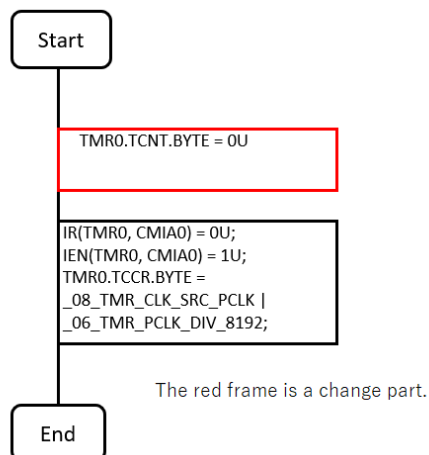 Start
TMR0.TCNT.BYTE = 0U
IR(TMR0, CMIA0) = 0U;
IEN(TMR0, CMIA0) = 1U;
TMR0.TCCR.BYTE =
_08_TMR_CLK_SRC_PCLK |
_06_TMR_PCLK_DIV_8192;
The red frame is a change part.
End